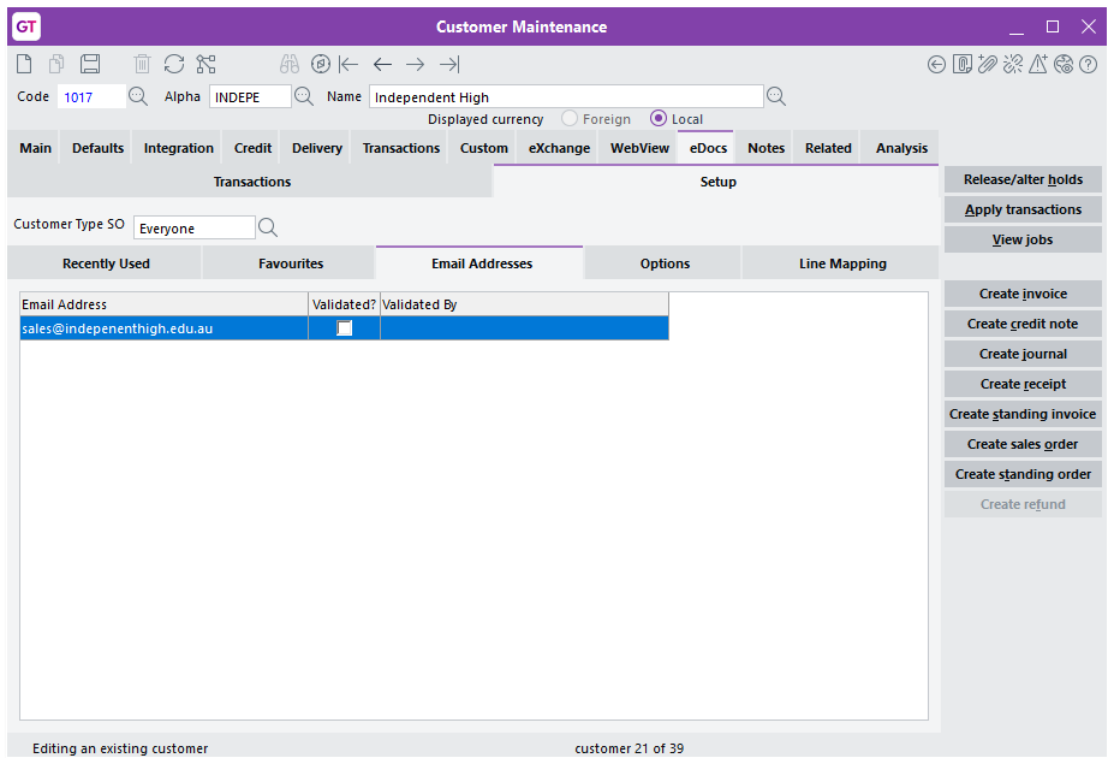 GT
Customer Maintenance
Code 1017 Alpha INDEPE Name Independent High
Displayed currency Foreign Local
Main Defaults Integration Credit Delivery Transactions Custom eXchange WebView eDocs Notes Related Analysis
Transactions Setup
Customer Type SO Everyone
Recently Used Favourites Email Addresses Options Line Mapping
Email Address Validated? Validated By
sales@indepenenthigh.edu.au
Release/alter holds
Apply transactions
View jobs
Create invoice
Create credit note
Create journal
Create receipt
Create standing invoice
Create sales order
Create standing order
Create refund
Editing an existing customer customer 21 of 39